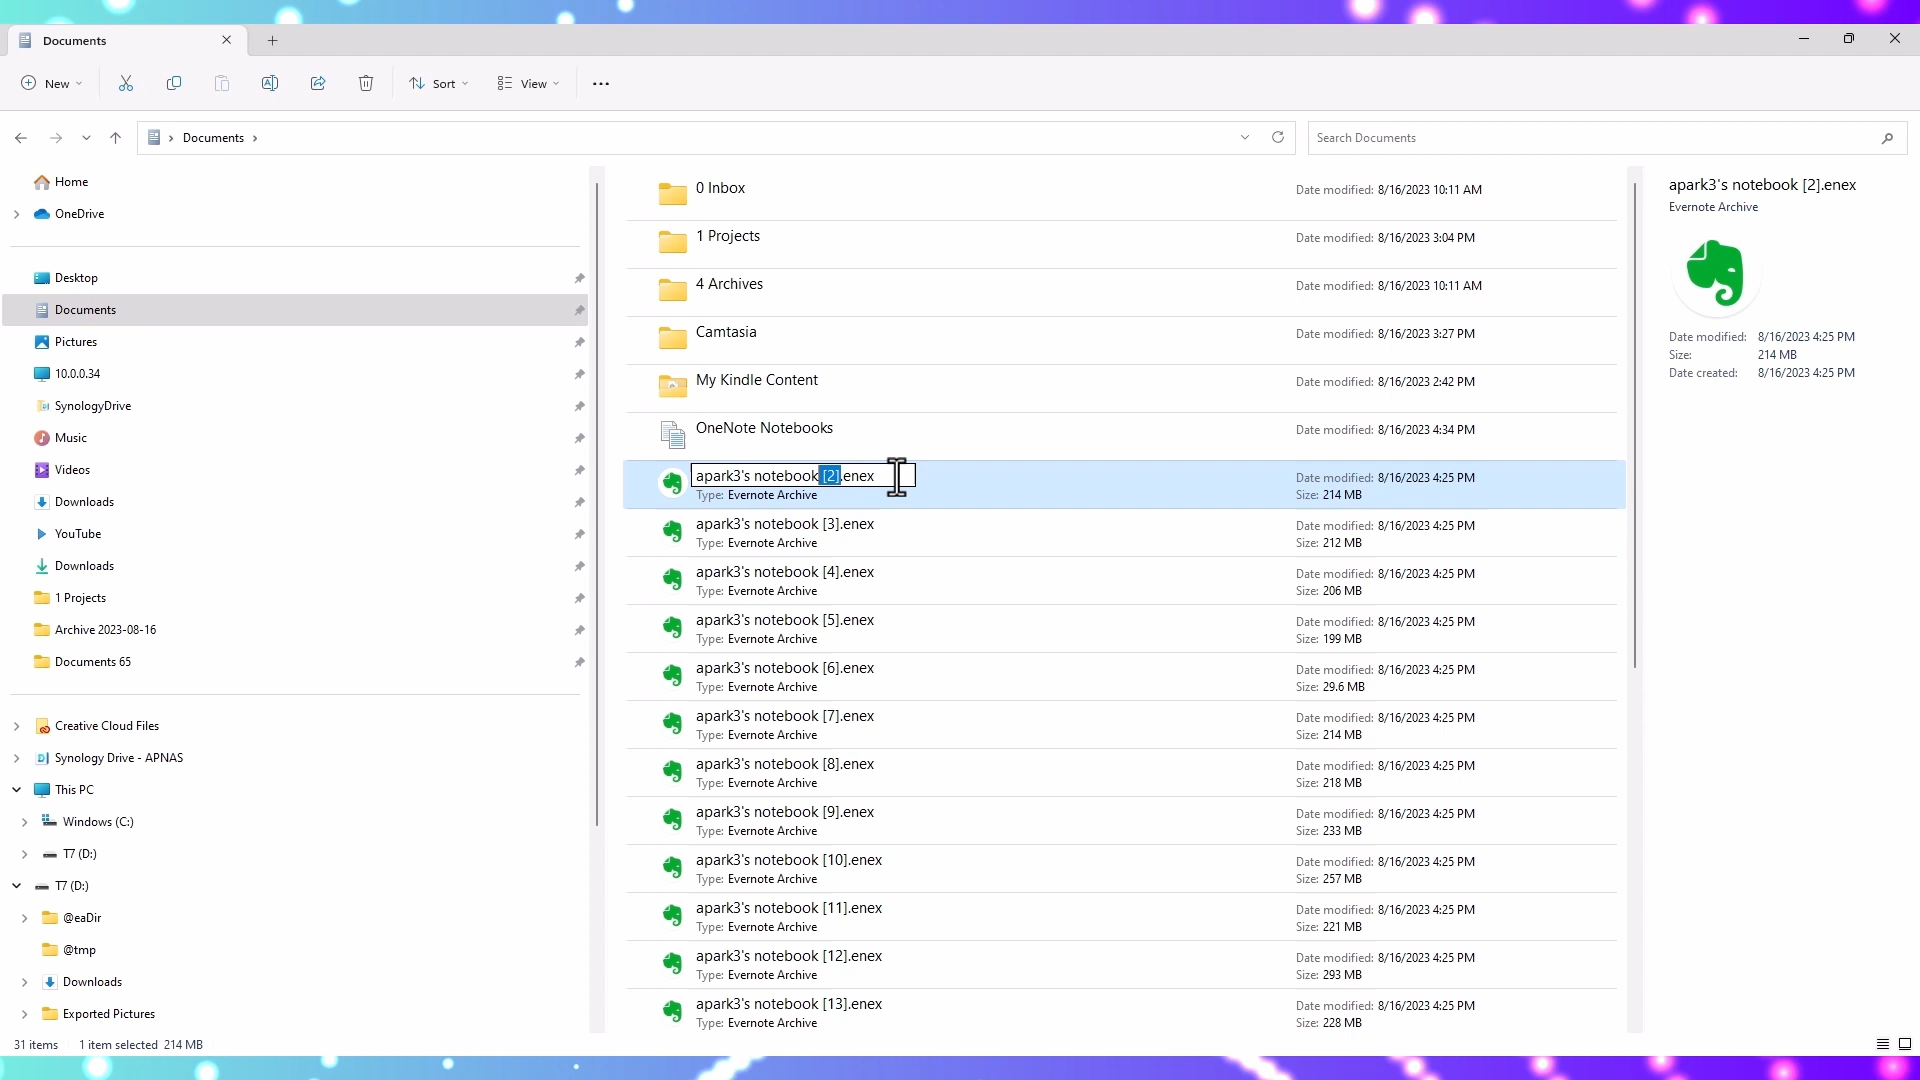 Documents
New
Sort
View
Documents
Search Documents
Home
OneDrive
Desktop
Documents
Pictures
10.0.0.34
SynologyDrive
Music
Videos
Downloads
YouTube
Downloads
1 Projects
Archive 2023-08-16
Documents 65
Creative Cloud Files
Synology Drive - APNAS
This PC
Windows (C:)
T7 (D:)
T7 (D:)
@eaDir
@tmp
Downloads
Exported Pictures
0 Inbox
Date modified: 8/16/2023 10:11 AM
1 Projects
Date modified: 8/16/2023 3:04 PM
4 Archives
Date modified: 8/16/2023 10:11 AM
Camtasia
Date modified: 8/16/2023 3:27 PM
My Kindle Content
Date modified: 8/16/2023 2:42 PM
OneNote Notebooks
Date modified: 8/16/2023 4:34 PM
apark3's notebook [2].enex
Date modified: 8/16/2023 4:25 PM
Type: Evernote Archive
Size: 214 MB
apark3's notebook [3].enex
Date modified: 8/16/2023 4:25 PM
Type: Evernote Archive
Size: 212 MB
apark3's notebook [4].enex
Date modified: 8/16/2023 4:25 PM
Type: Evernote Archive
Size: 206 MB
apark3's notebook [5].enex
Date modified: 8/16/2023 4:25 PM
Type: Evernote Archive
Size: 199 MB
apark3's notebook [6].enex
Date modified: 8/16/2023 4:25 PM
Type: Evernote Archive
Size: 29.6 MB
apark3's notebook [7].enex
Date modified: 8/16/2023 4:25 PM
Type: Evernote Archive
Size: 214 MB
apark3's notebook [8].enex
Date modified: 8/16/2023 4:25 PM
Type: Evernote Archive
Size: 218 MB
apark3's notebook [9].enex
Date modified: 8/16/2023 4:25 PM
Type: Evernote Archive
Size: 233 MB
apark3's notebook [10].enex
Date modified: 8/16/2023 4:25 PM
Type: Evernote Archive
Size: 257 MB
apark3's notebook [11].enex
Date modified: 8/16/2023 4:25 PM
Type: Evernote Archive
Size: 221 MB
apark3's notebook [12].enex
Date modified: 8/16/2023 4:25 PM
Type: Evernote Archive
Size: 293 MB
apark3's notebook [13].enex
Date modified: 8/16/2023 4:25 PM
Type: Evernote Archive
Size: 228 MB
apark3's notebook [2].enex
Evernote Archive
Date modified: 8/16/2023 4:25 PM
Size: 214 MB
Date created: 8/16/2023 4:25 PM
31 items 1 item selected 214 MB